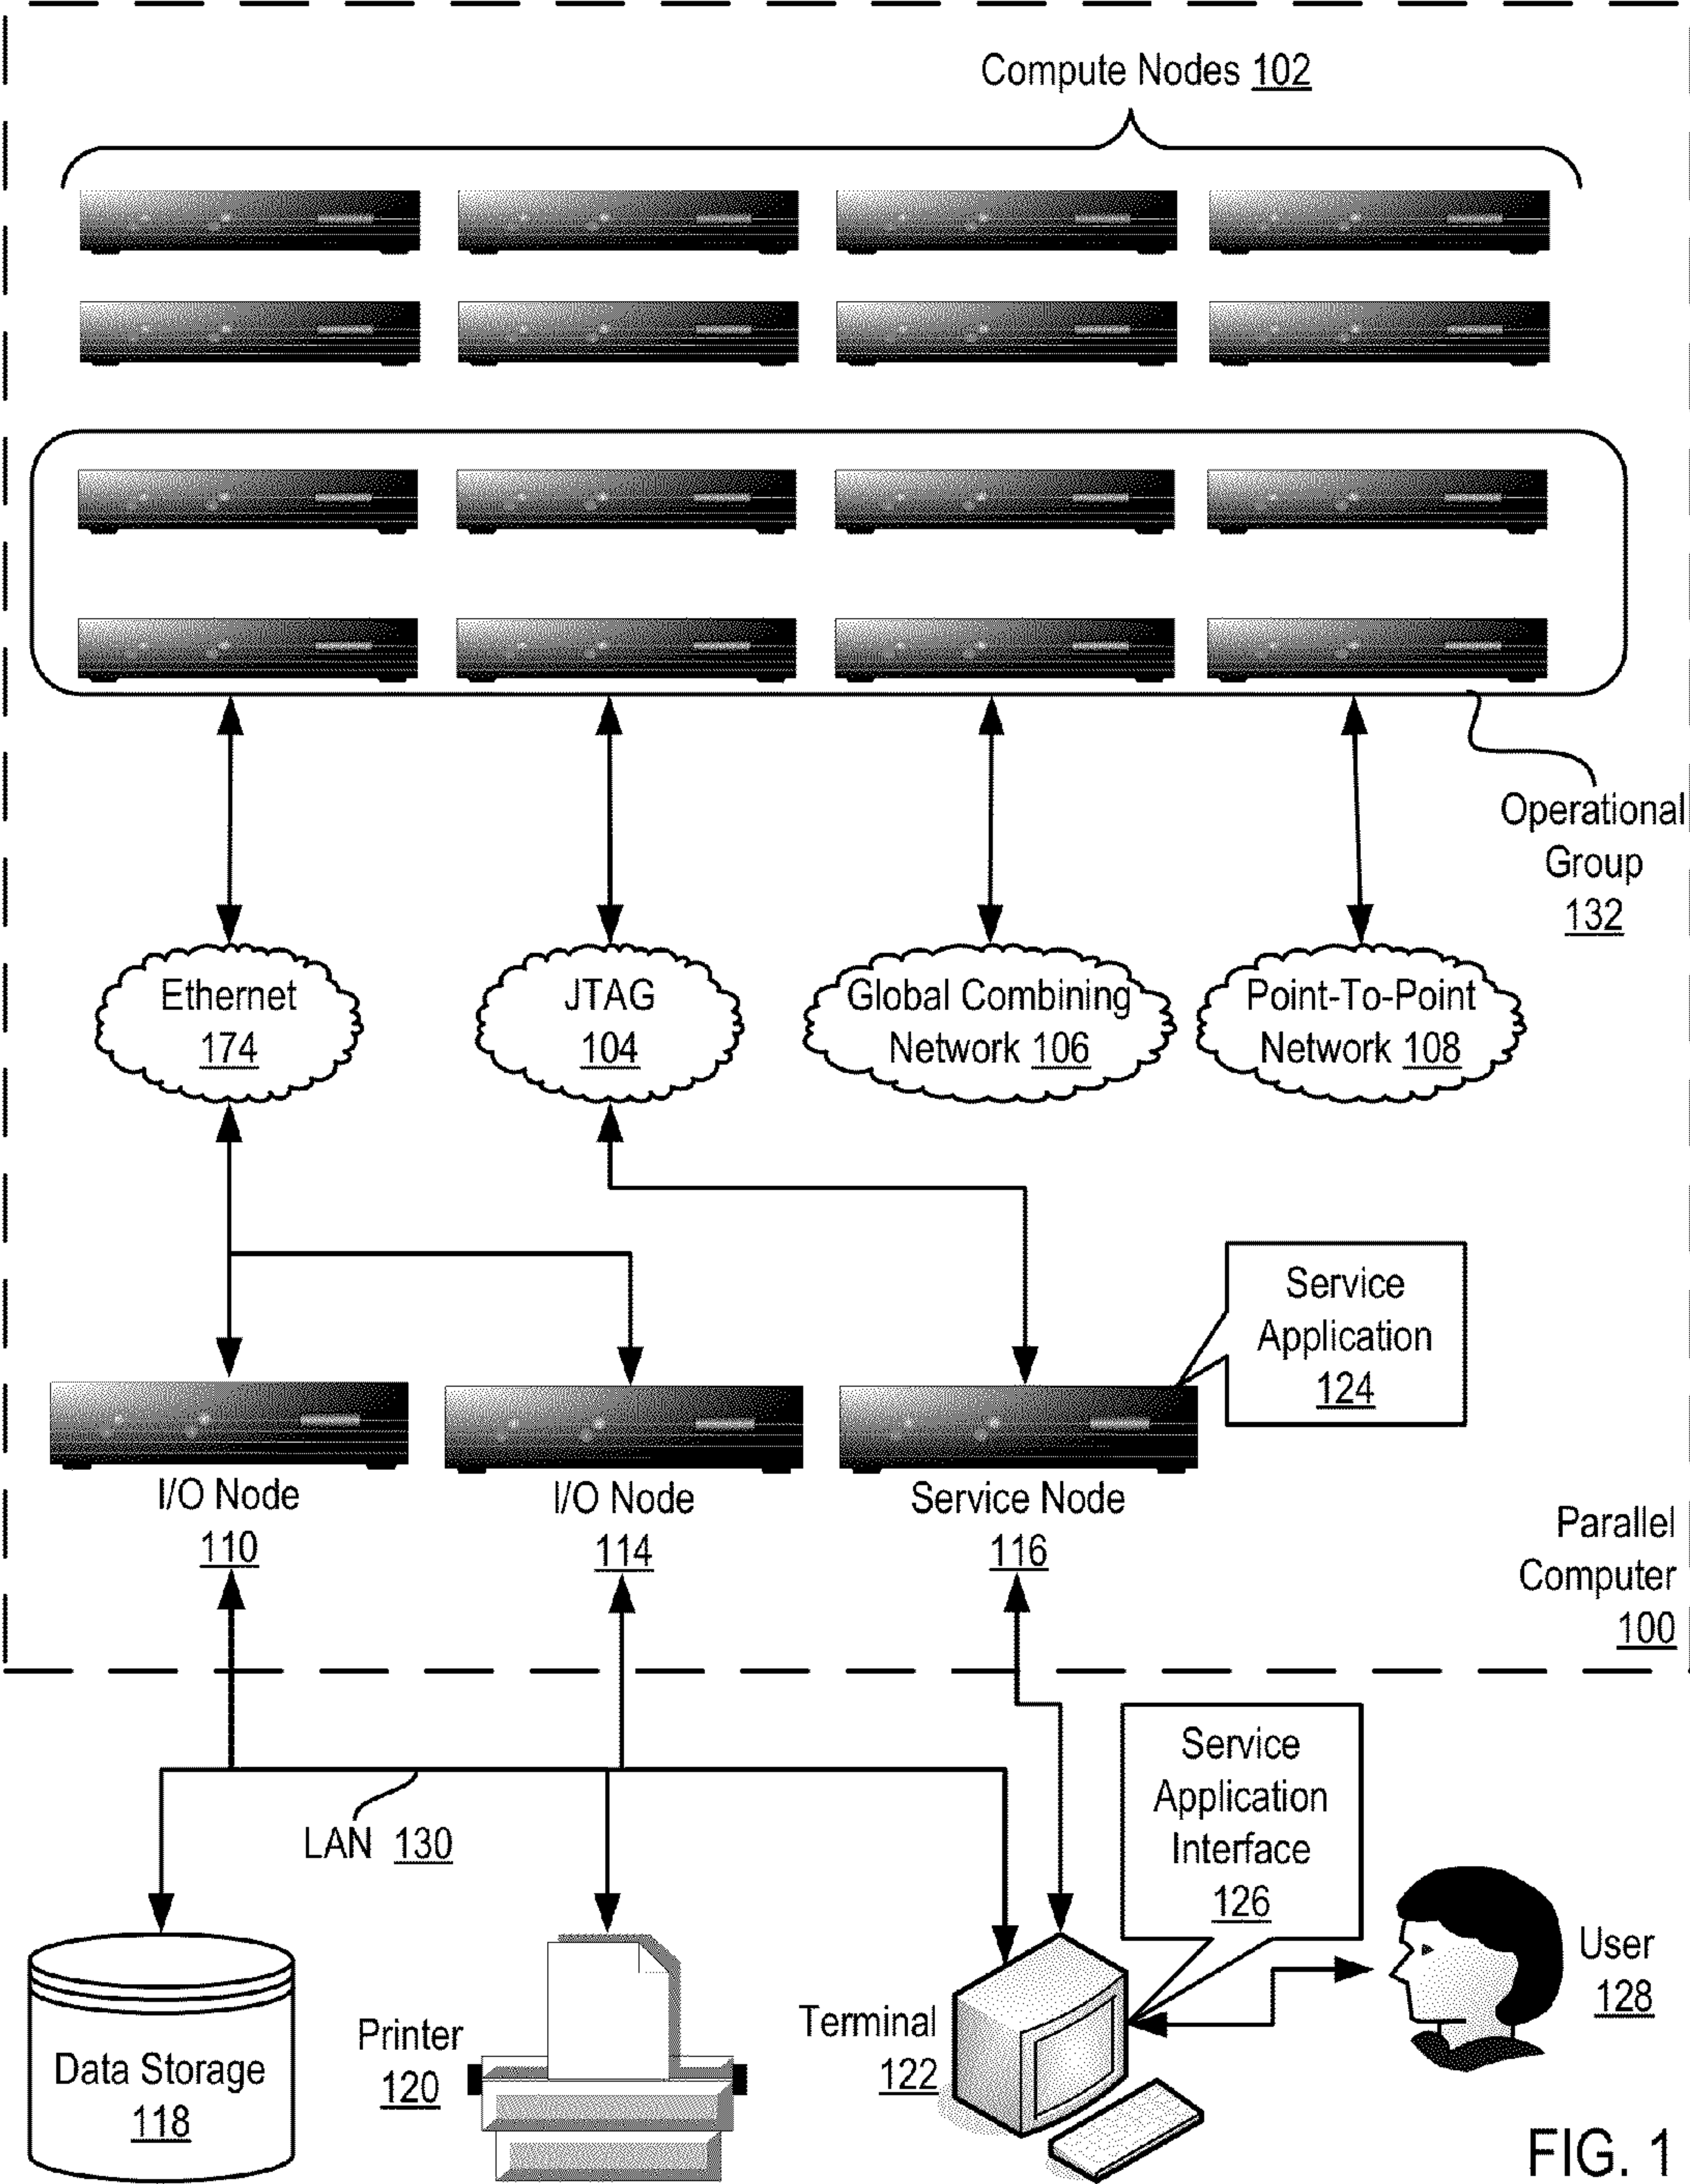 Compute Nodes 102
Operational
Group
132
Ethernet
174
JTAG
104
Global Combining
Network 106
Point-To-Point
Network 108
Service
Application
124
I/O Node
110
I/O Node
114
Service Node
116
Parallel
Computer
100
Service
Application
Interface
126
LAN 130
User
128
Printer
120
Terminal
122
Data Storage
118
FIG. 1